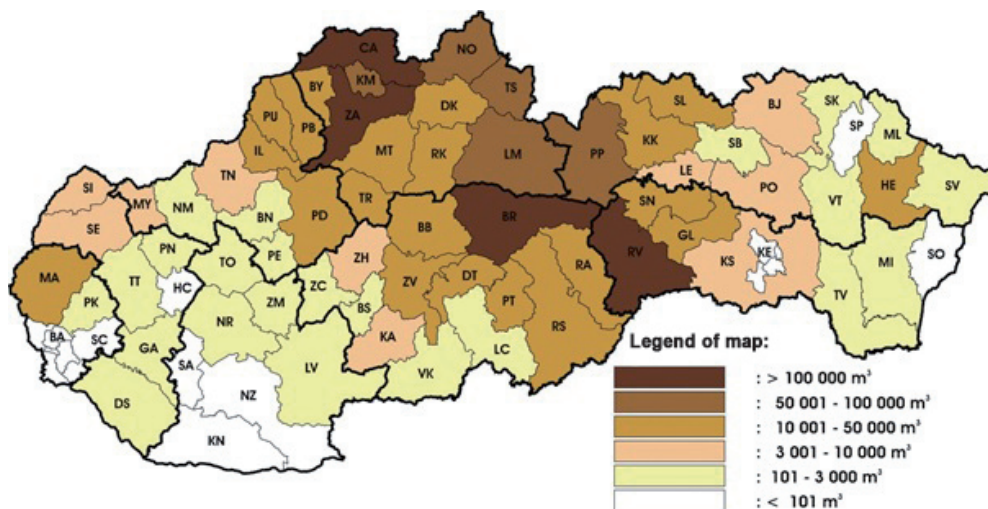 CA
NO
KM
BY
TS
ZA
DK
PU
PB
IL
MT
RK
LM
PP
SL
KK
BJ
SK
SP
ML
SB
LE
PO
VT
HE
SV
SI
MY
TN
NM
SE
BN
PD
TR
BB
BR
SN
GL
RV
KS
KE
MI
SO
TV
MA
PN
PE
TO
ZH
TT
HC
PK
ZC
ZM
BS
ZV
DT
RA
PT
RS
BA
SC
NR
GA
SA
KA
LC
VK
LV
DS
NZ
KN
Legend of map:
: > 100 000 m³
: 50 001 - 100 000 m³
: 10 001 - 50 000 m³
: 3 001 - 10 000 m³
: 101 - 3 000 m³
: < 101 m³